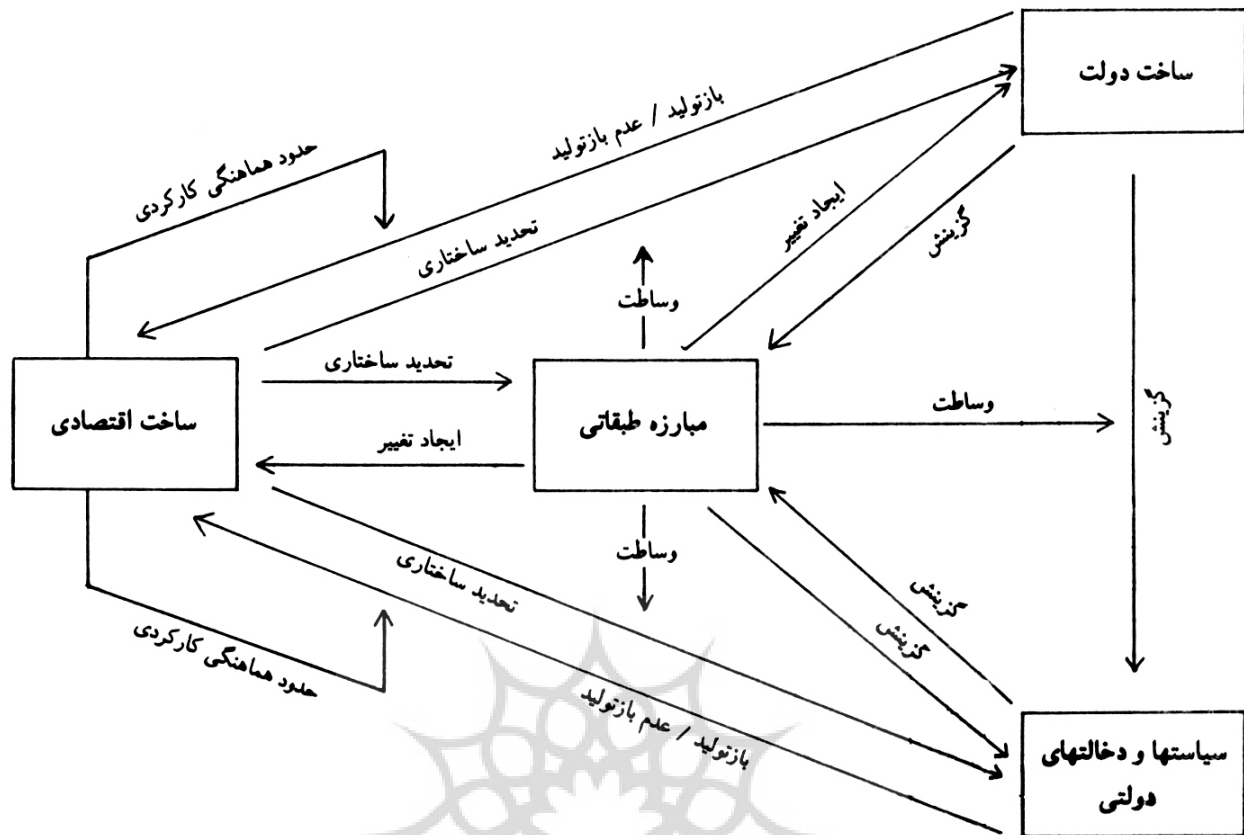 ساخت دولت
بازتولید / عدم بازتولید
حدود هماهنگی کارکردی
تحدید ساختاری
ایجاد تغییر
گزینش
وساطت
تحدید ساختاری
ساخت اقتصادی
مبارزه طبقاتی
وساطت
گزینش
ایجاد تغییر
وساطت
تحدید ساختاری
گزینش
گزینش
حدود هماهنگی کارکردی
بازتولید / عدم بازتولید
سیاستها و دخالتهای
دولتی